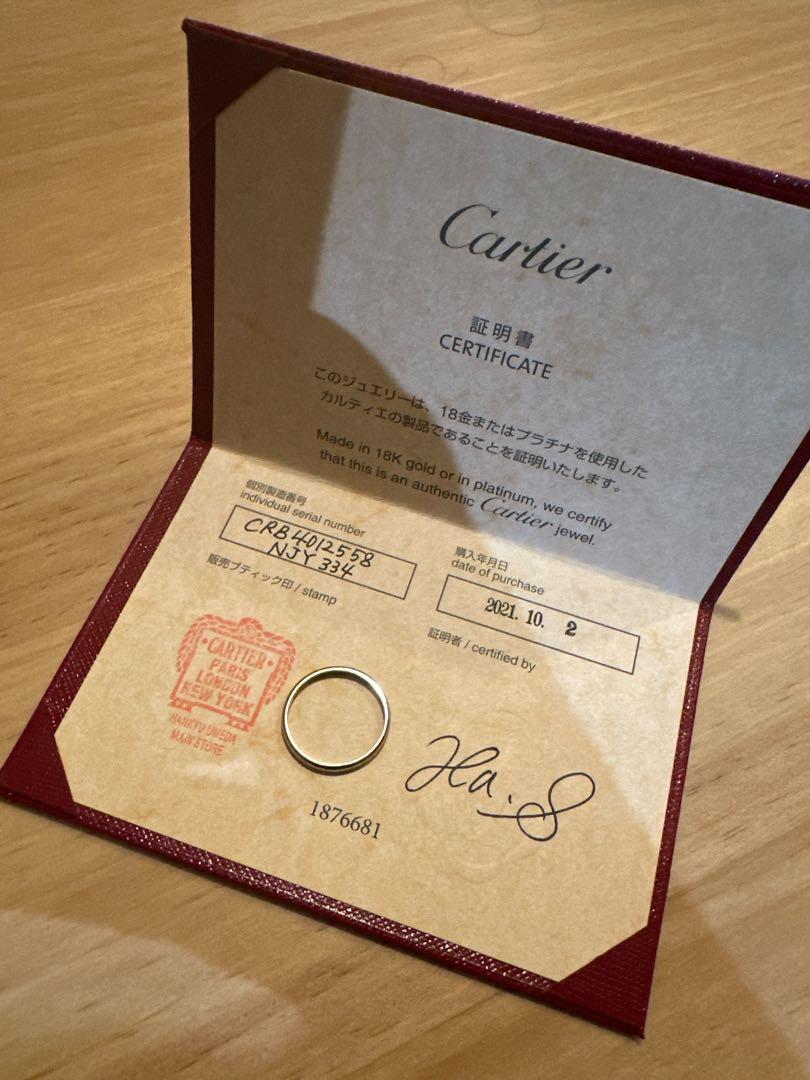 Cartier
証明書
CERTIFICATE
このジュエリーは、18金またはプラチナを使用した
カルティエの製品であることを証明いたします。
Made in 18K gold or in platinum, we certify
that this is an authentic Cartier jewel.
個別製造番号
individual serial number
CRB4012558
NJY334
販売ブティック印 / stamp
購入年月日
date of purchase
2021. 10. 2
証明者 / certified by
CARTIER
PARIS
LONDON
NEW YORK
HANKYU UMEDA
MAIN STORE
Ha.S
1876681